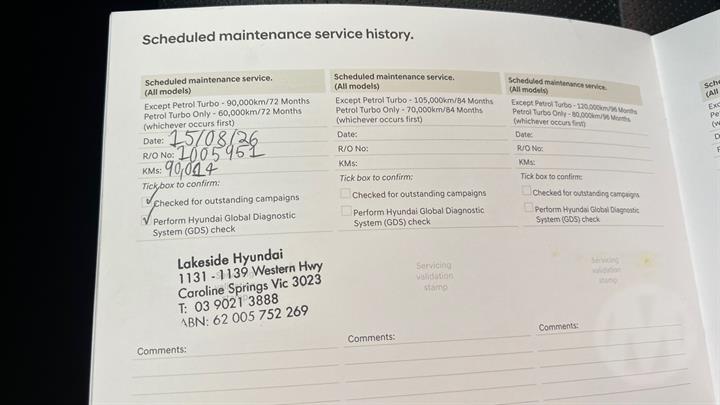 Scheduled maintenance service history.
Scheduled maintenance service.
(All models)
Except Petrol Turbo - 90,000km/72 Months
Petrol Turbo Only - 60,000km/72 Months
(whichever occurs first)
Date: 15/08/26
R/O No: 1005951
KMs: 90,014
Tick box to confirm:
Checked for outstanding campaigns
Perform Hyundai Global Diagnostic
System (GDS) check
Lakeside Hyundai
1131 - 1139 Western Hwy
Caroline Springs Vic 3023
T: 03 9021 3888
ABN: 62 005 752 269
Comments:
Scheduled maintenance service.
(All models)
Except Petrol Turbo - 105,000km/84 Months
Petrol Turbo Only - 70,000km/84 Months
(whichever occurs first)
Date:
R/O No:
KMs:
Tick box to confirm:
Checked for outstanding campaigns
Perform Hyundai Global Diagnostic
System (GDS) check
Servicing
validation
stamp
Comments:
Scheduled maintenance service.
(All models)
Except Petrol Turbo - 120,000km/96 Months
Petrol Turbo Only - 80,000km/96 Months
(whichever occurs first)
Date:
R/O No:
KMs:
Tick box to confirm:
Checked for outstanding campaigns
Perform Hyundai Global Diagnostic
System (GDS) check
Servicing
validation
stamp
Comments: